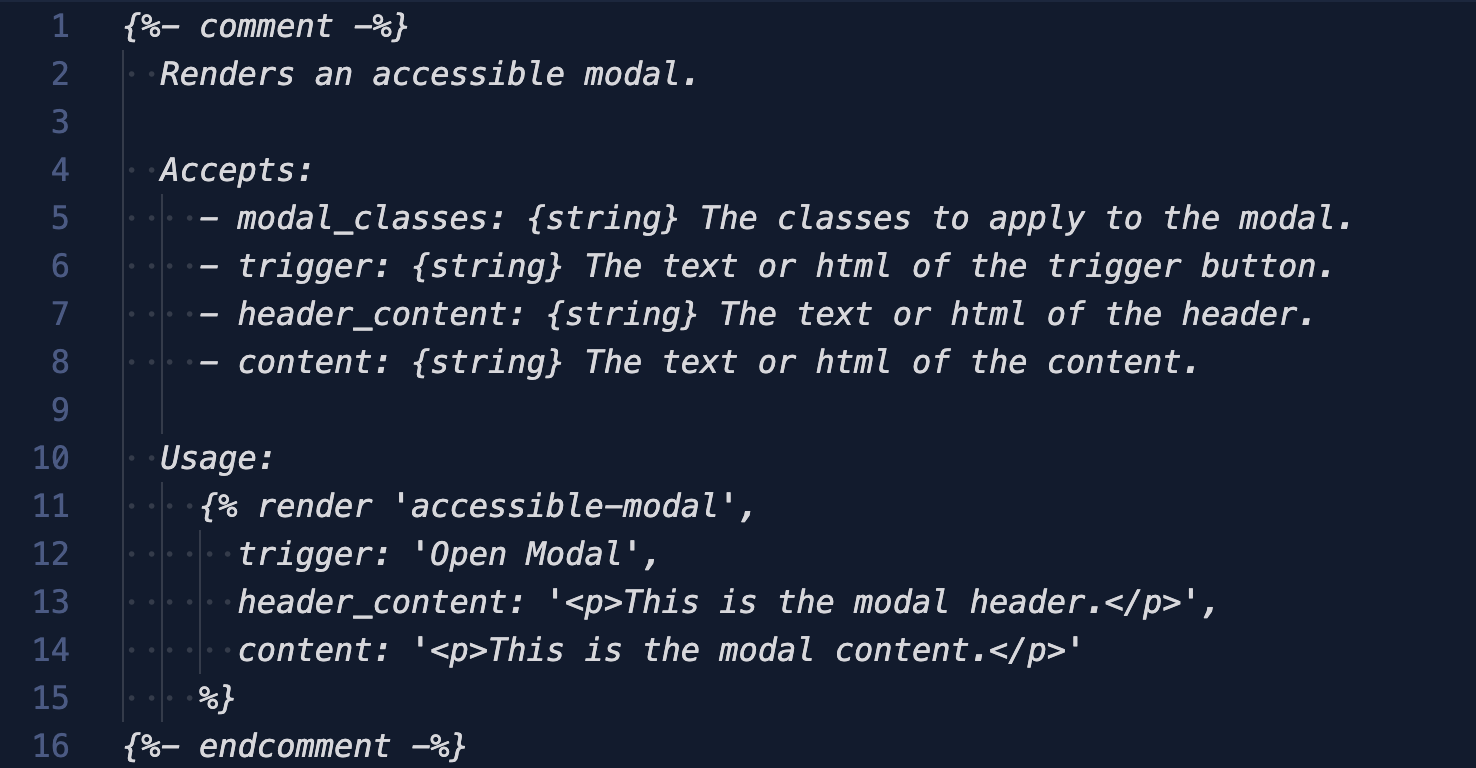 1 {%- comment -%}
2 Renders an accessible modal.
3
4 Accepts:
5 - modal_classes: {string} The classes to apply to the modal.
6 - trigger: {string} The text or html of the trigger button.
7 - header_content: {string} The text or html of the header.
8 - content: {string} The text or html of the content.
9
10 Usage:
11 {% render 'accessible-modal',
12 trigger: 'Open Modal',
13 header_content: '<p>This is the modal header.</p>',
14 content: '<p>This is the modal content.</p>'
15 %}
16 {%- endcomment -%}